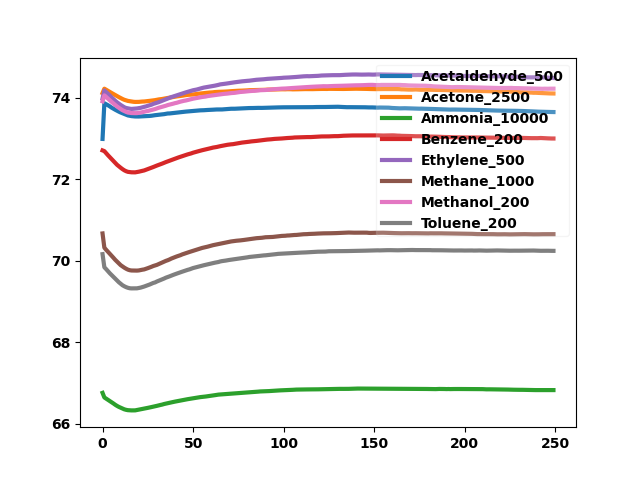 74
72
70
68
66
0 50 100 150 200 250
Acetaldehyde_500
Acetone_2500
Ammonia_10000
Benzene_200
Ethylene_500
Methane_1000
Methanol_200
Toluene_200